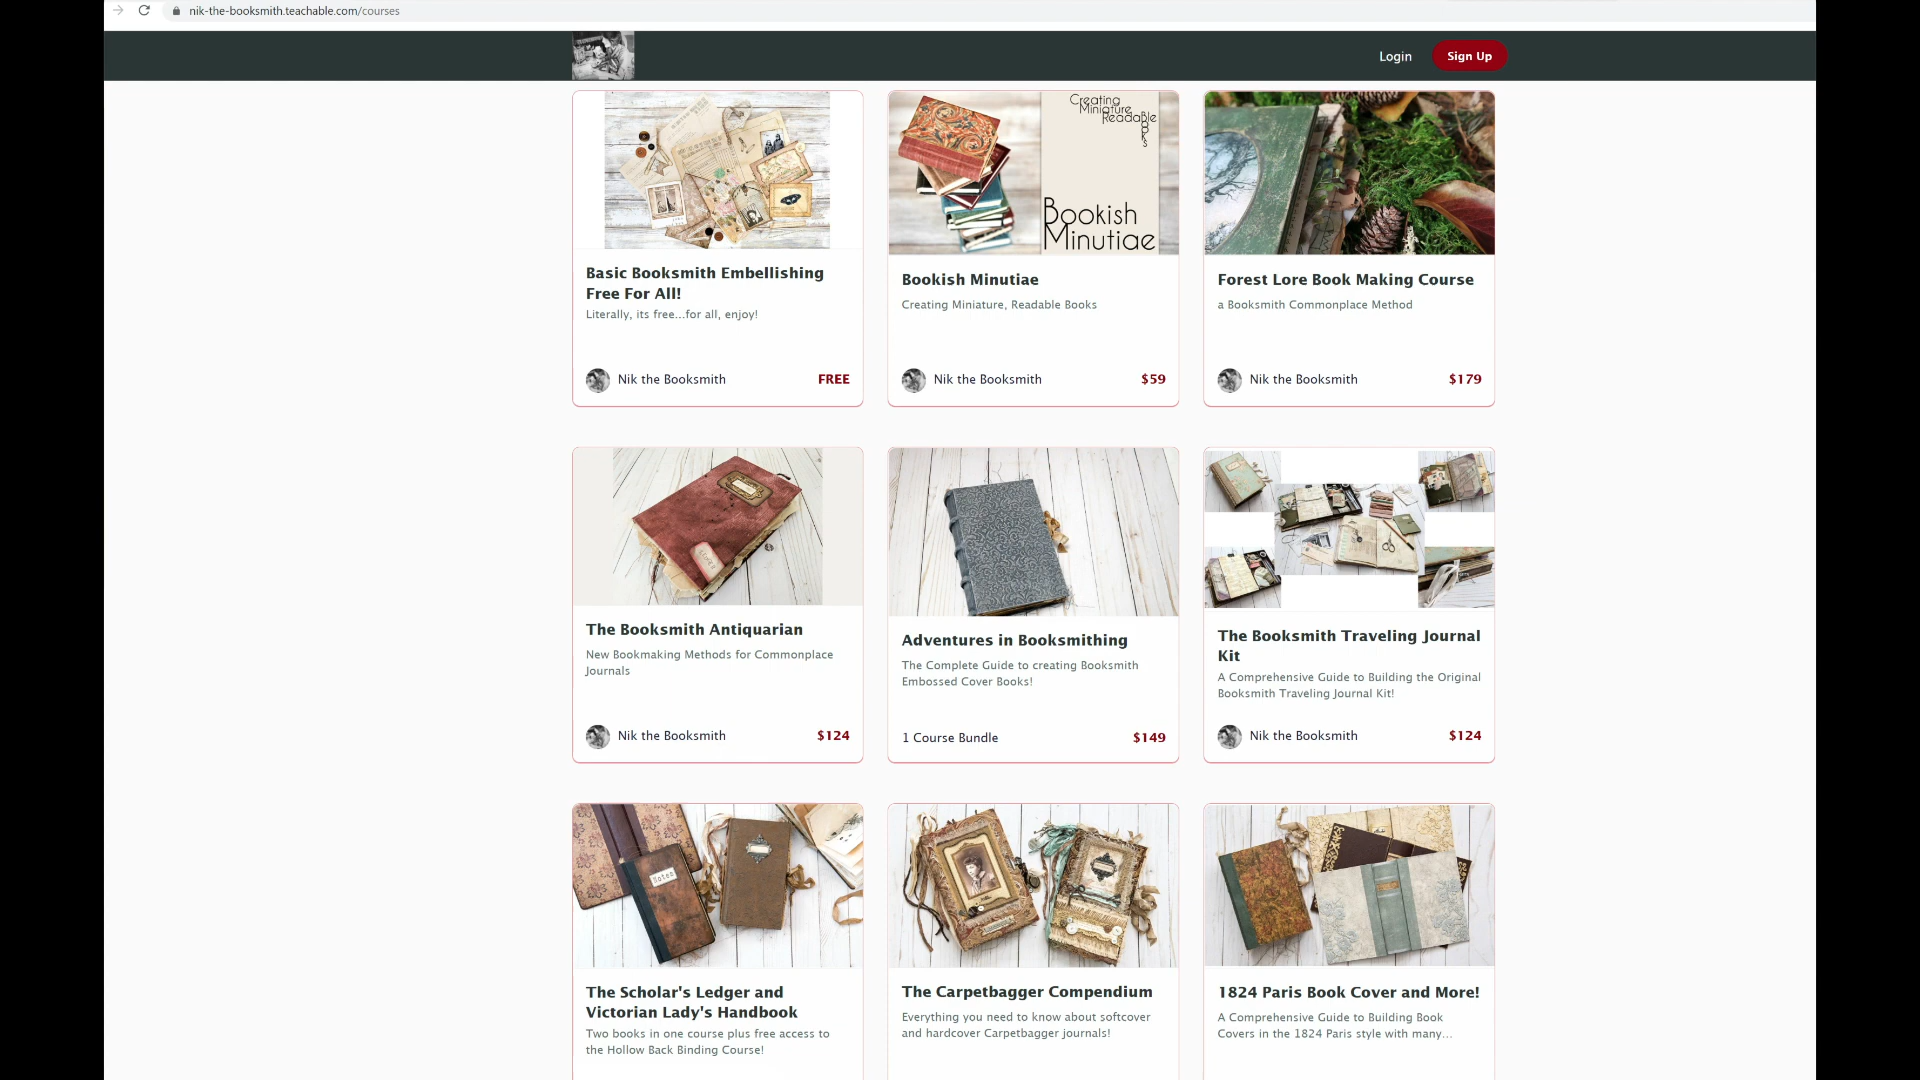 nik-the-booksmith.teachable.com/courses
Login
Sign Up
Creating
Miniature
Readable
Books
Bookish
Minutiae
Basic Booksmith Embellishing
Free For All!
Literally, its free...for all, enjoy!
Nik the Booksmith
FREE
Bookish Minutiae
Creating Miniature, Readable Books
Nik the Booksmith
$59
Forest Lore Book Making Course
a Booksmith Commonplace Method
Nik the Booksmith
$179
The Booksmith Antiquarian
New Bookmaking Methods for Commonplace
Journals
Nik the Booksmith
$124
Adventures in Booksmithing
The Complete Guide to creating Booksmith
Embossed Cover Books!
1 Course Bundle
$149
The Booksmith Traveling Journal
Kit
A Comprehensive Guide to Building the Original
Booksmith Traveling Journal Kit!
Nik the Booksmith
$124
Notes
The Scholar's Ledger and
Victorian Lady's Handbook
Two books in one course plus free access to
the Hollow Back Binding Course!
The Carpetbagger Compendium
Everything you need to know about softcover
and hardcover Carpetbagger journals!
1824 Paris Book Cover and More!
A Comprehensive Guide to Building Book
Covers in the 1824 Paris style with many...